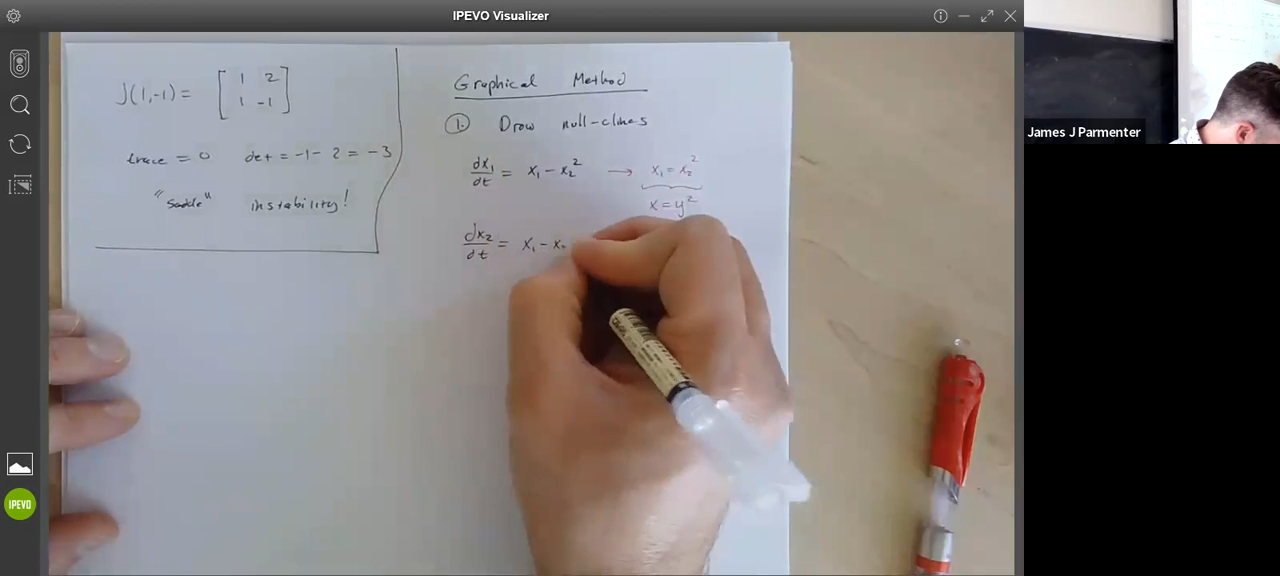 IPEVO Visualizer
J(1,-1) = [ 1 2
1 -1 ]
trace = 0 det = -1 - 2 = -3
"Saddle" instability!
Graphical Method
1. Draw null-clines
dx₁/dt = x₁ - x₂² → x₁ = x₂²
x = y²
dx₂/dt = x₁ - x₂
James J Parmenter
IPEVO